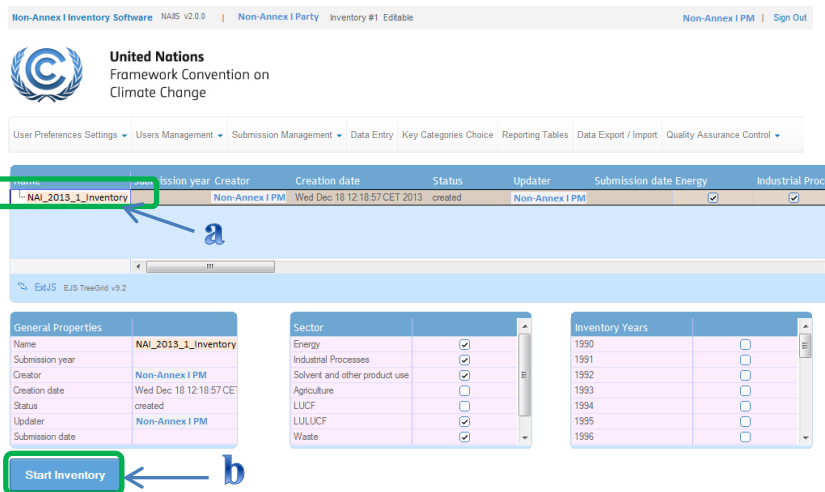 Non-Annex I Inventory Software NAIIS v2.0.0 | Non-Annex I Party Inventory #1 Editable Non-Annex I PM | Sign Out
United Nations
Framework Convention on
Climate Change
User Preferences Settings Users Management Submission Management Data Entry Key Categories Choice Reporting Tables Data Export / Import Quality Assurance Control
Name Submission year Creator Creation date Status Updater Submission date Energy Industrial Proc
NAI_2013_1_Inventory Non-Annex I PM Wed Dec 18 12:18:57 CET 2013 created Non-Annex I PM
a
ExtJS EJS TreeGrid v9.2
General Properties Sector Inventory Years
Name NAI_2013_1_Inventory Energy 1990
Submission year Industrial Processes 1991
Creator Non-Annex I PM Solvent and other product use 1992
Creation date Wed Dec 18 12:18:57 CET Agriculture 1993
Status created LUCF 1994
Updater Non-Annex I PM LULUCF 1995
Submission date Waste 1996
Start Inventory b